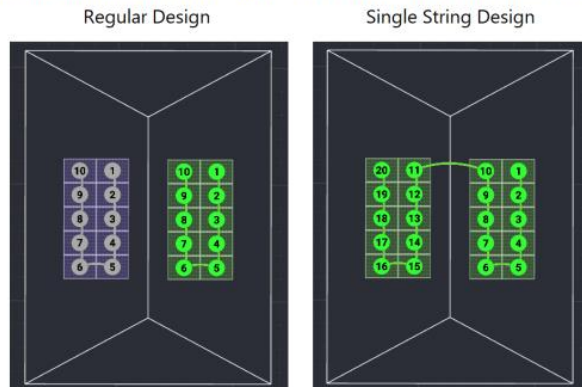 Regular Design
Single String Design
10 1 10 1
9 2 9 2
8 3 8 3
7 4 7 4
6 5 6 5
20 11 10 1
19 12 9 2
18 13 8 3
17 14 7 4
16 15 6 5